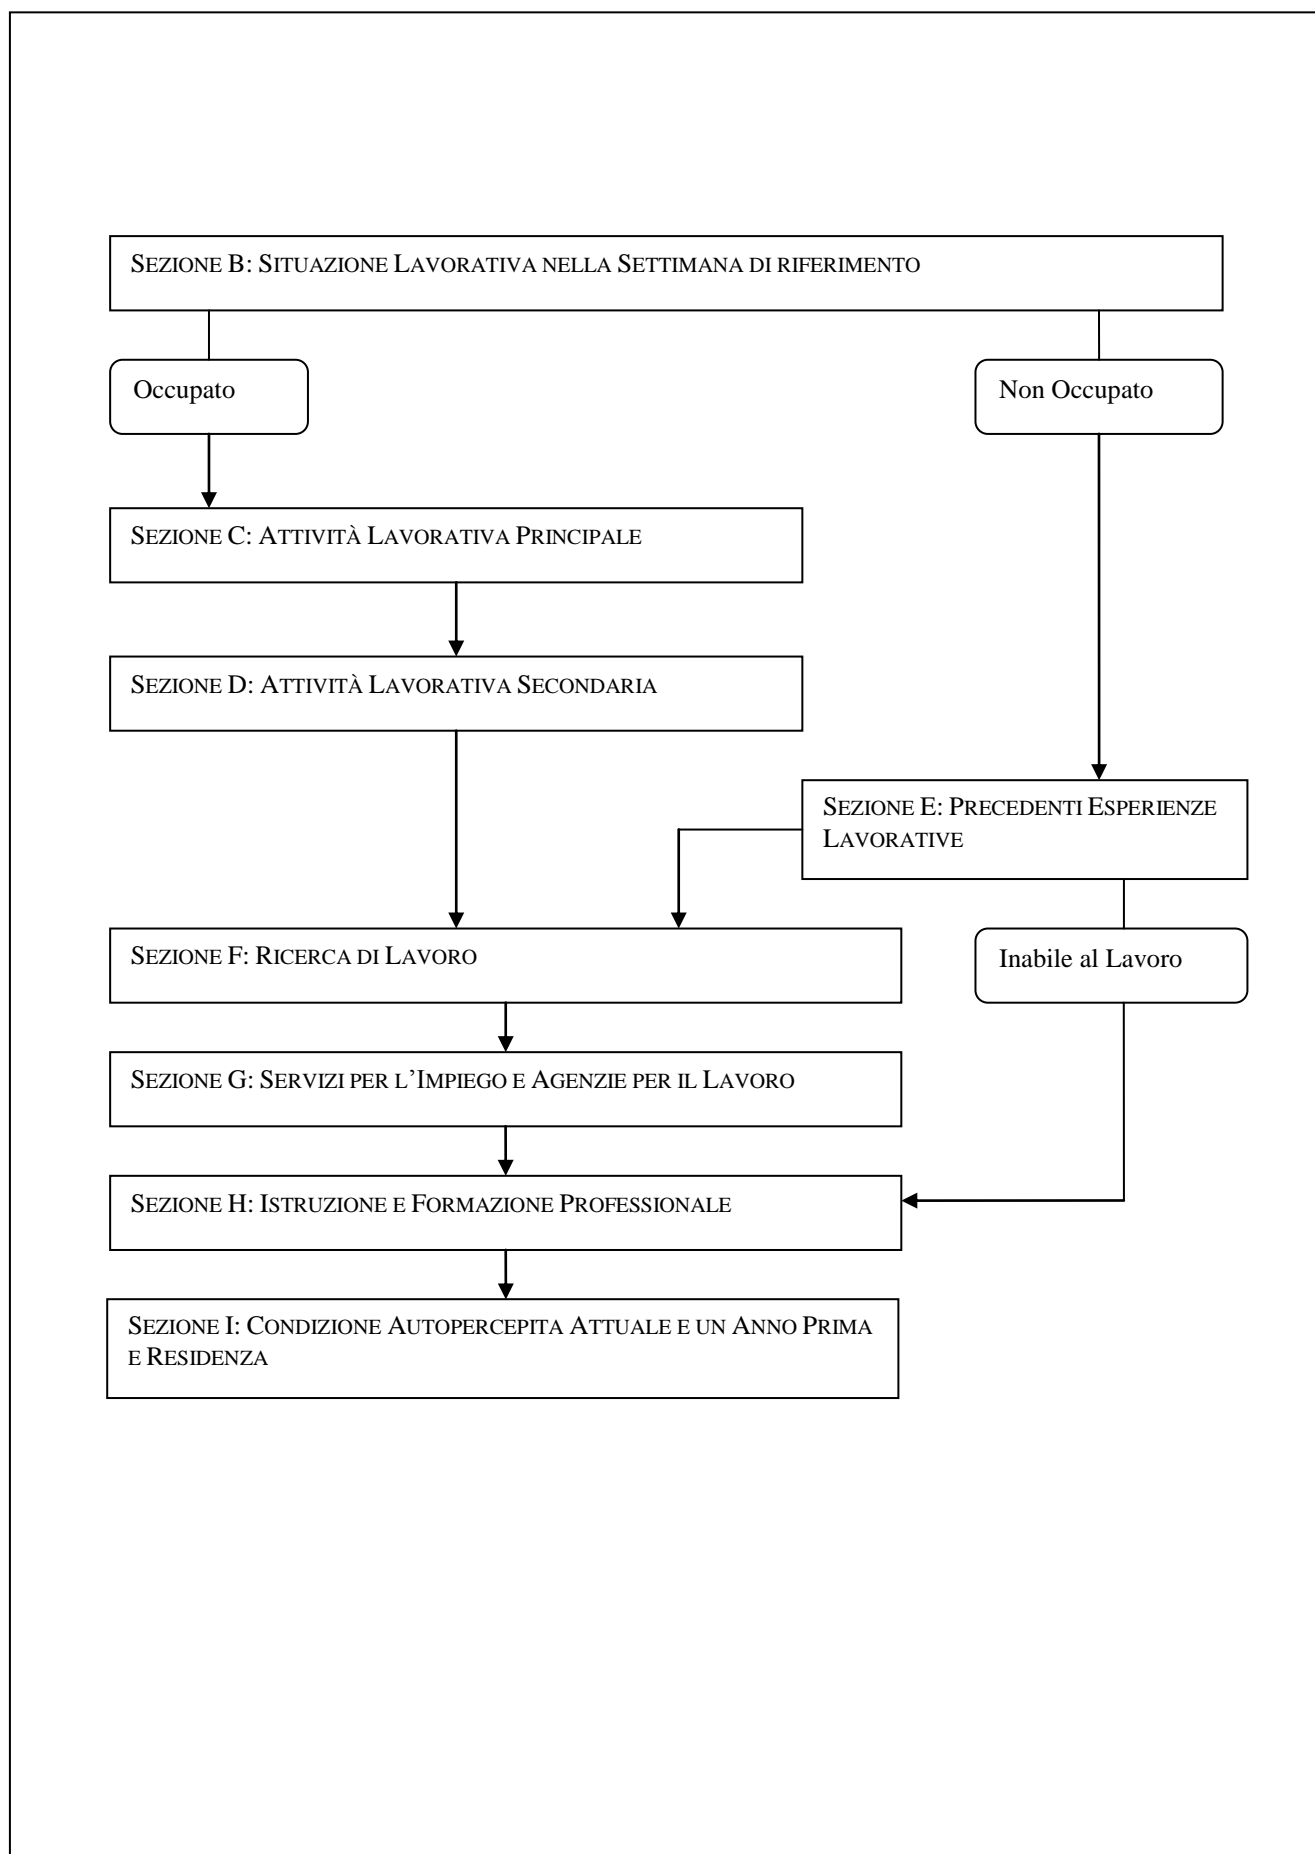 SEZIONE B: SITUAZIONE LAVORATIVA NELLA SETTIMANA DI RIFERIMENTO
Occupato
Non Occupato
SEZIONE C: ATTIVITÀ LAVORATIVA PRINCIPALE
SEZIONE D: ATTIVITÀ LAVORATIVA SECONDARIA
SEZIONE E: PRECEDENTI ESPERIENZE
LAVORATIVE
SEZIONE F: RICERCA DI LAVORO
Inabile al Lavoro
SEZIONE G: SERVIZI PER L’IMPIEGO E AGENZIE PER IL LAVORO
SEZIONE H: ISTRUZIONE E FORMAZIONE PROFESSIONALE
SEZIONE I: CONDIZIONE AUTOPERCEPITA ATTUALE E UN ANNO PRIMA
E RESIDENZA